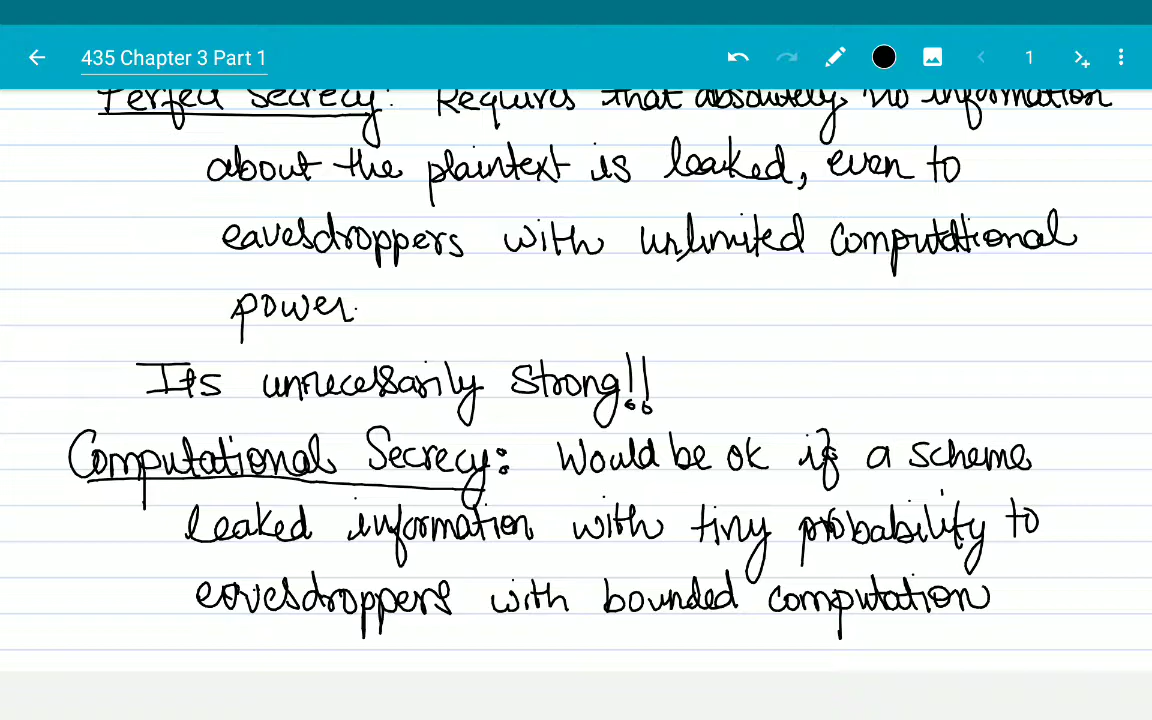 435 Chapter 3 Part 1
1
Perfect Secrecy: Requires that absolutely no information
about the plaintext is leaked, even to
eavesdroppers with unlimited computational
power.
Its unnecessarily strong!!
Computational Secrecy: Would be ok if a scheme
leaked information with tiny probability to
eavesdroppers with bounded computation